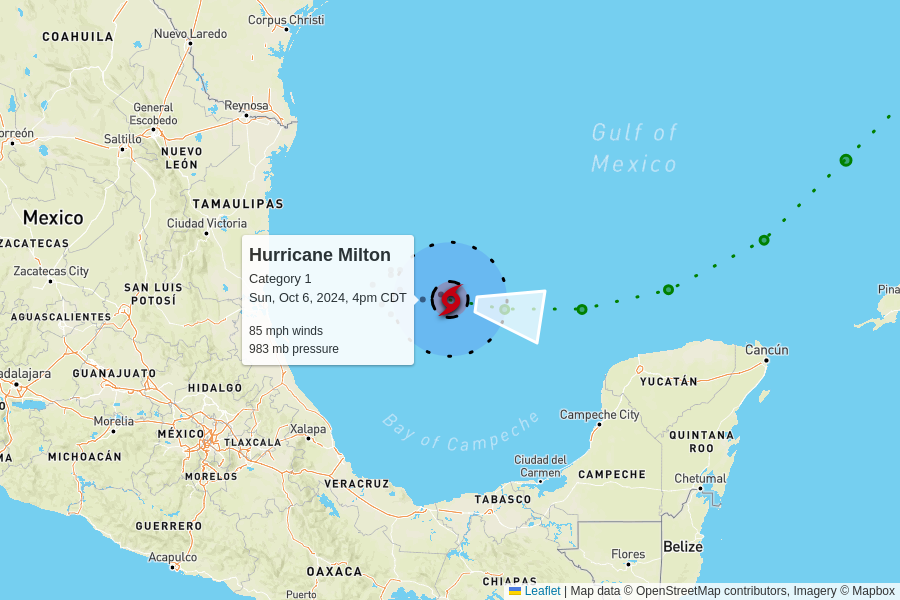 Corpus Christi
COAHUILA
Nuevo Laredo
Reynosa
General
Escobedo
orreón
Saltillo
NUEVO
LEÓN
Gulf of
Mexico
TAMAULIPAS
Mexico
Ciudad Victoria
ZACATECAS
Zacatecas City
SAN LUIS
POTOSÍ
AGUASCALIENTES
Hurricane Milton
Category 1
Sun, Oct 6, 2024, 4pm CDT
85 mph winds
983 mb pressure
Pina
Cancún
adalajara
GUANAJUATO
HIDALGO
YUCATÁN
O
Morelia
MÉXICO
TLAXCALA
Xalapa
Bay of Campeche
Campeche City
QUINTANA
ROO
MA
MICHOACÁN
MORELOS
VERACRUZ
Ciudad del
Carmen
CAMPECHE
Chetumal
TABASCO
GUERRERO
Acapulco
OAXACA
Puerto
CHIAPAS
Flores
Belize
Leaflet | Map data © OpenStreetMap contributors, Imagery © Mapbox